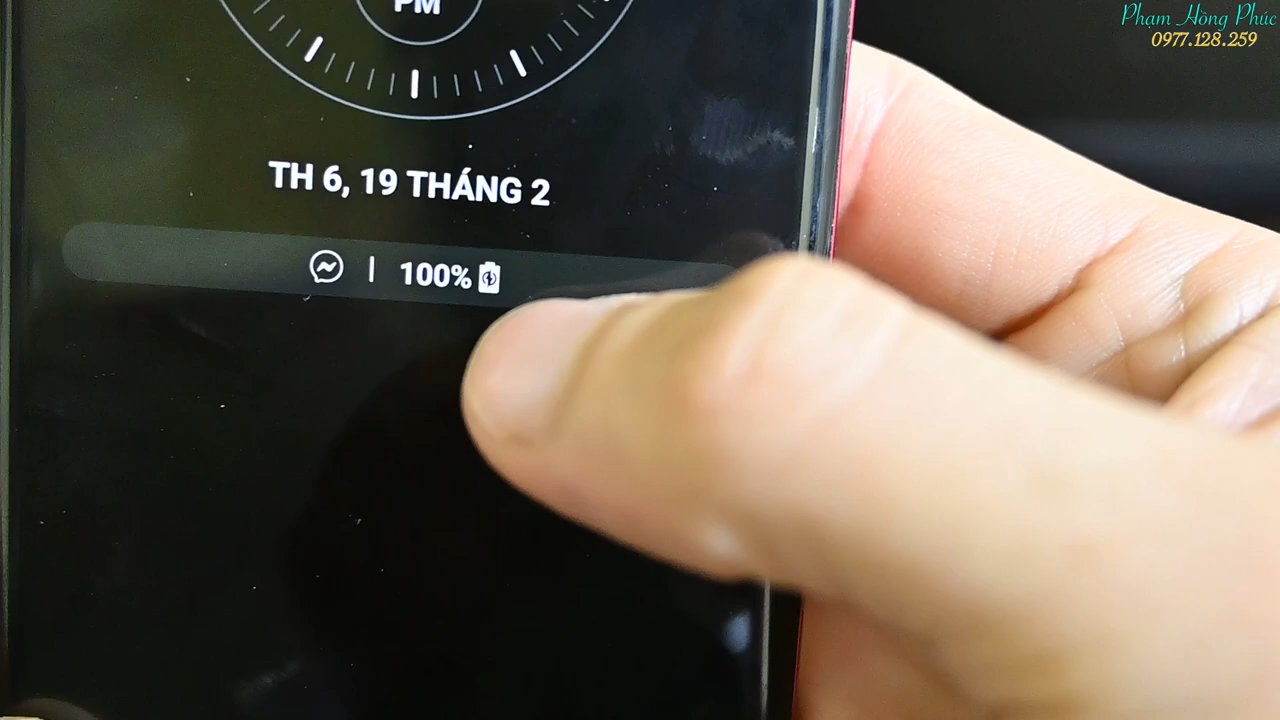 Phạm Hồng Phúc
0977.128.259
PM
TH 6, 19 THÁNG 2
100%